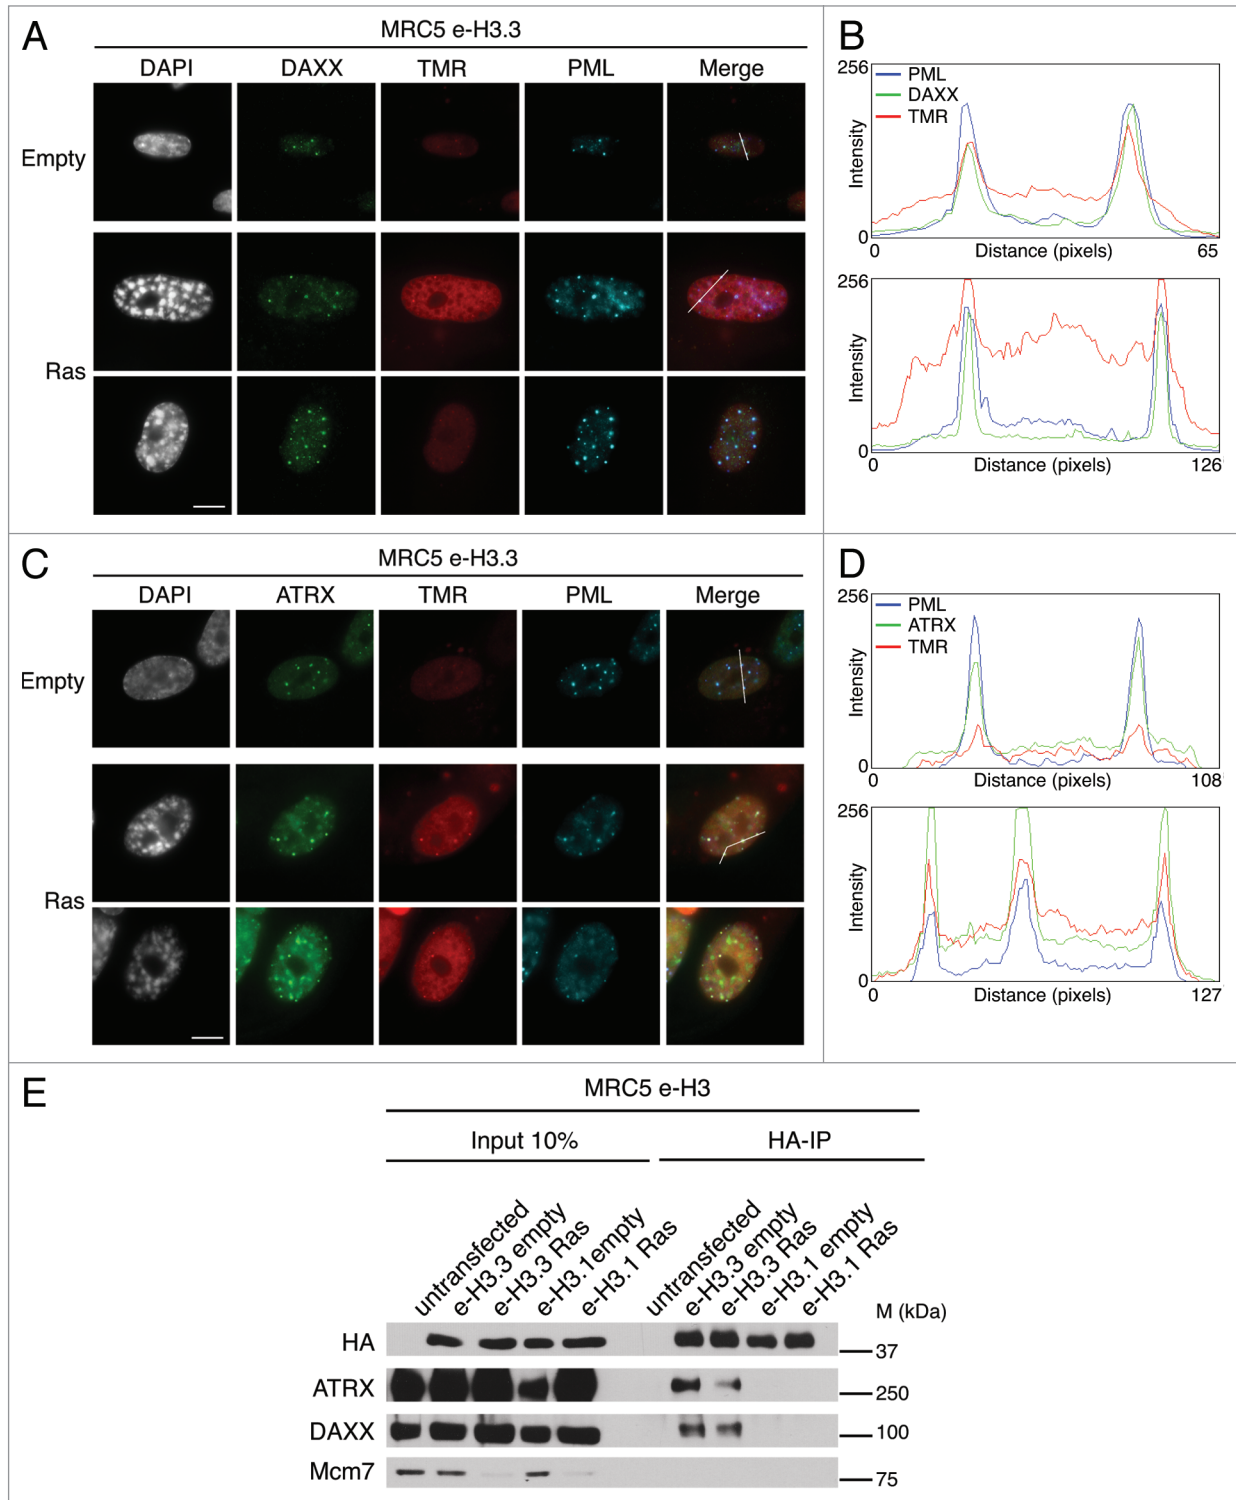 A
MRC5 e-H3.3
DAPI DAXX TMR PML Merge
Empty
Ras
B
256
PML
DAXX
TMR
Intensity
0
0 Distance (pixels) 65
256
Intensity
0
0 Distance (pixels) 126
C
MRC5 e-H3.3
DAPI ATRX TMR PML Merge
Empty
Ras
D
256
PML
ATRX
TMR
Intensity
0
0 Distance (pixels) 108
256
Intensity
0
0 Distance (pixels) 127
E
MRC5 e-H3
Input 10% HA-IP
untransfected
e-H3.3 empty
e-H3.3 Ras
e-H3.1empty
e-H3.1 Ras
untransfected
e-H3.3 empty
e-H3.3 Ras
e-H3.1 empty
e-H3.1 Ras
M (kDa)
HA 37
ATRX 250
DAXX 100
Mcm7 75